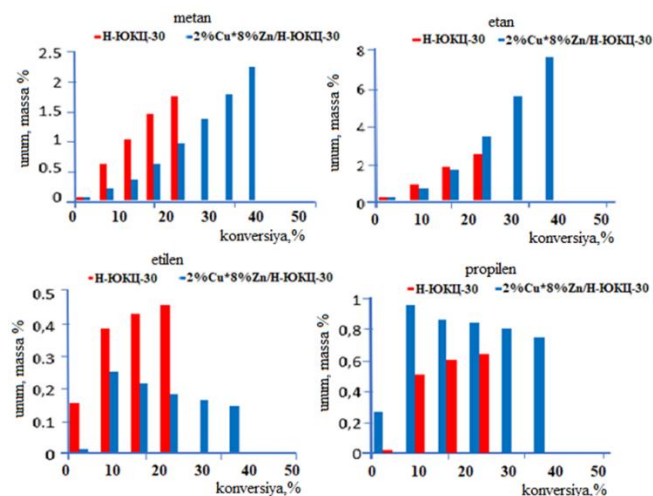 metan
H-ЮКЦ-30 2%Cu*8%Zn/H-ЮКЦ-30
unum, massa %
2.5
2
1.5
1
0.5
0
0 10 20 30 40 50
konversiya,%
etan
H-ЮКЦ-30 2%Cu*8%Zn/H-ЮКЦ-30
unum, massa %
8
6
4
2
0
0 10 20 30 40 50
konversiya,%
etilen
H-ЮКЦ-30 2%Cu*8%Zn/H-ЮКЦ-30
unum, massa %
0,5
0,4
0,3
0,2
0.1
0
0 10 20 30 40 50
konversiya,%
propilen
H-ЮКЦ-30 2%Cu*8%Zn/H-ЮКЦ-30
unum, massa %
1
0,8
0,6
0,4
0,2
0
0 10 20 30 40 50
konversiya,%